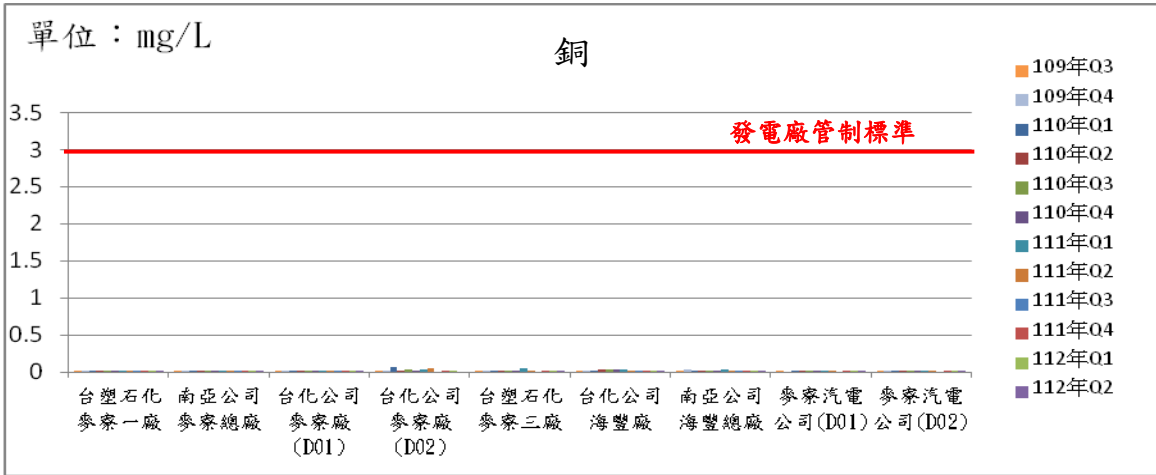 單位：mg/L
銅
109年Q3
109年Q4
110年Q1
110年Q2
110年Q3
110年Q4
111年Q1
111年Q2
111年Q3
111年Q4
112年Q1
112年Q2
發電廠管制標準
3.5
3
2.5
2
1.5
1
0.5
0
台塑石化
麥寮一廠
南亞公司
麥寮總廠
台化公司
麥寮廠
(D01)
台化公司
麥寮廠
(D02)
台塑石化
麥寮三廠
台化公司
海豐廠
南亞公司
海豐總廠
麥寮汽電
公司(D01)
麥寮汽電
公司(D02)